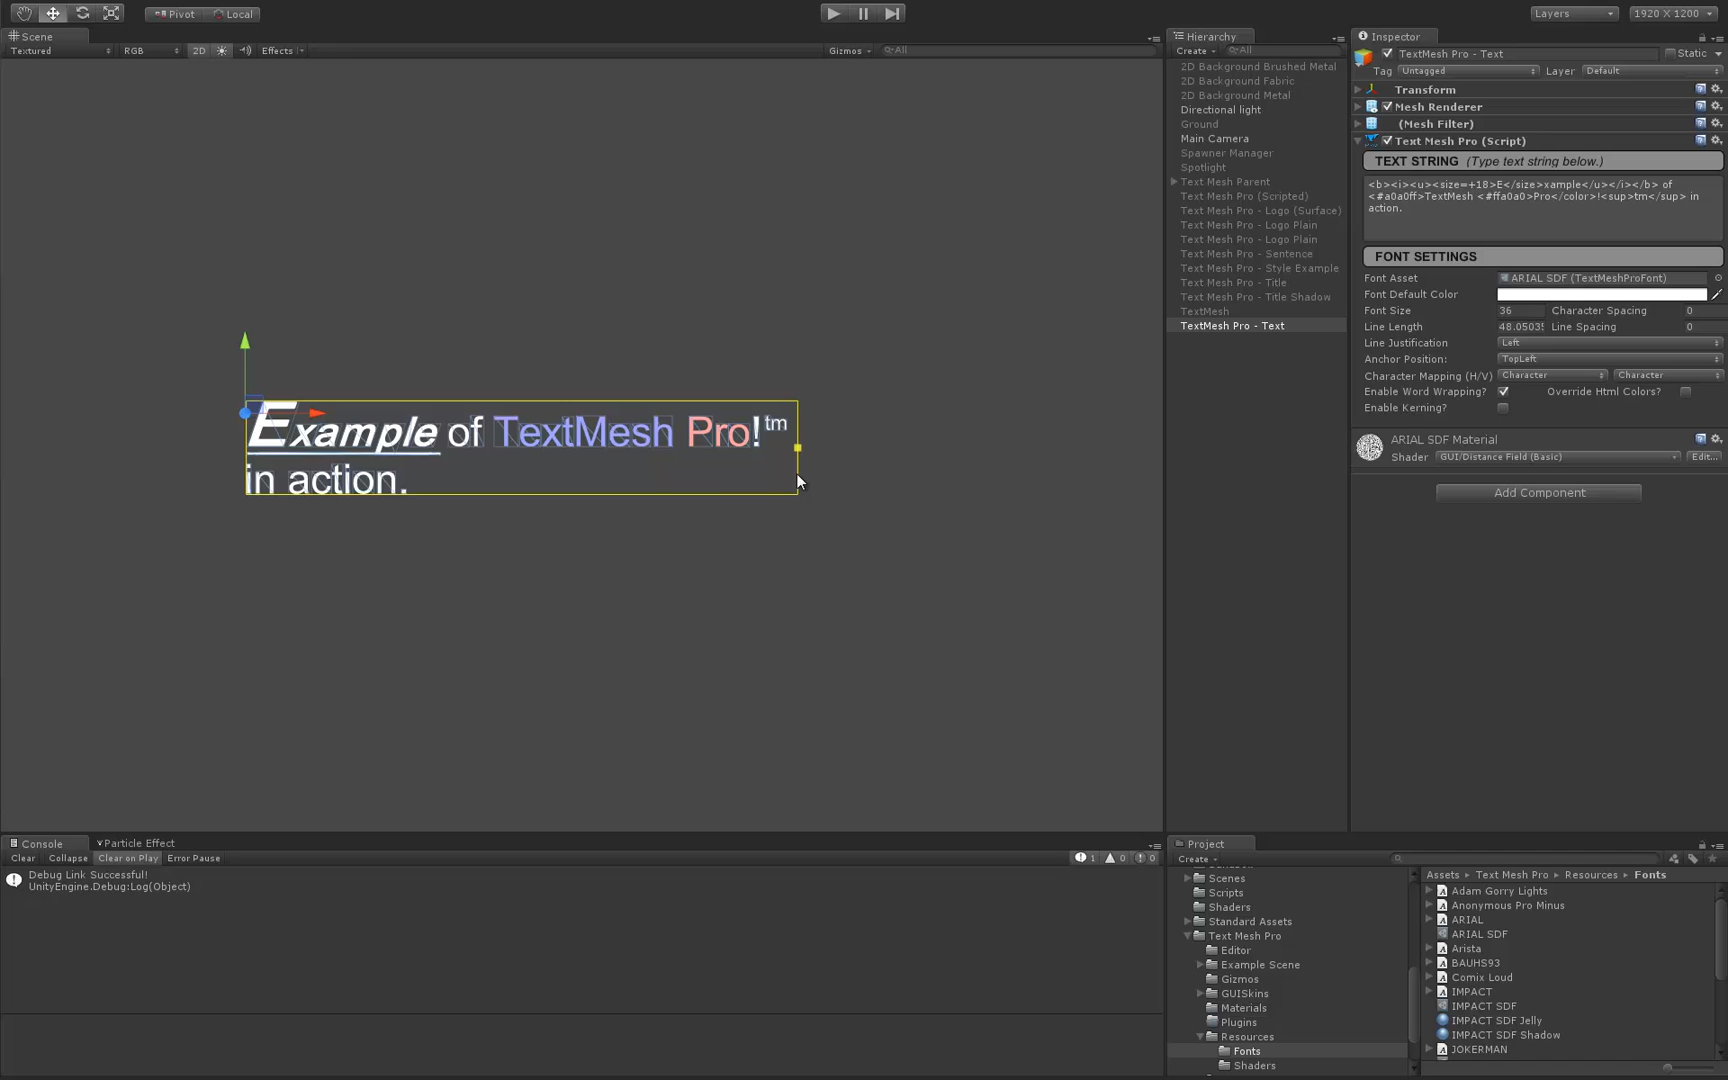 Pivot Local
Layers 1920 X 1200
Scene
Textured RGB 2D Effects Gizmos All
Example of TextMesh Pro!tm
in action.
Hierarchy
Create All
2D Background Brushed Metal
2D Background Fabric
2D Background Metal
Directional light
Ground
Main Camera
Spawner Manager
Spotlight
Text Mesh Parent
Text Mesh Pro (Scripted)
Text Mesh Pro - Logo (Surface)
Text Mesh Pro - Logo Plain
Text Mesh Pro - Logo Plain
Text Mesh Pro - Sentence
Text Mesh Pro - Style Example
Text Mesh Pro - Title
Text Mesh Pro - Title Shadow
TextMesh
TextMesh Pro - Text
Inspector
TextMesh Pro - Text Static
Tag Untagged Layer Default
Transform
Mesh Renderer
(Mesh Filter)
Text Mesh Pro (Script)
TEXT STRING (Type text string below.)
<b><i><u><size=+18>E</size>xample</u></i></b> of
<#a0a0ff>TextMesh <#ffa0a0>Pro</color>!<sup>tm</sup> in
action.
FONT SETTINGS
Font Asset ARIAL SDF (TextMeshProFont)
Font Default Color
Font Size 36 Character Spacing 0
Line Length 48.0503 Line Spacing 0
Line Justification Left
Anchor Position: TopLeft
Character Mapping (H/V) Character Character
Enable Word Wrapping? Override Html Colors?
Enable Kerning?
ARIAL SDF Material
Shader GUI/Distance Field (Basic) Edit...
Add Component
Console Particle Effect
Clear Collapse Clear on Play Error Pause 1 0 0
Debug Link Successful!
UnityEngine.Debug:Log(Object)
Project
Create
Scenes
Scripts
Shaders
Standard Assets
Text Mesh Pro
Editor
Example Scene
Gizmos
GUISkins
Materials
Plugins
Resources
Fonts
Shaders
Assets Text Mesh Pro Resources Fonts
Adam Gorry Lights
Anonymous Pro Minus
ARIAL
ARIAL SDF
Arista
BAUHS93
Comix Loud
IMPACT
IMPACT SDF
IMPACT SDF Jelly
IMPACT SDF Shadow
JOKERMAN